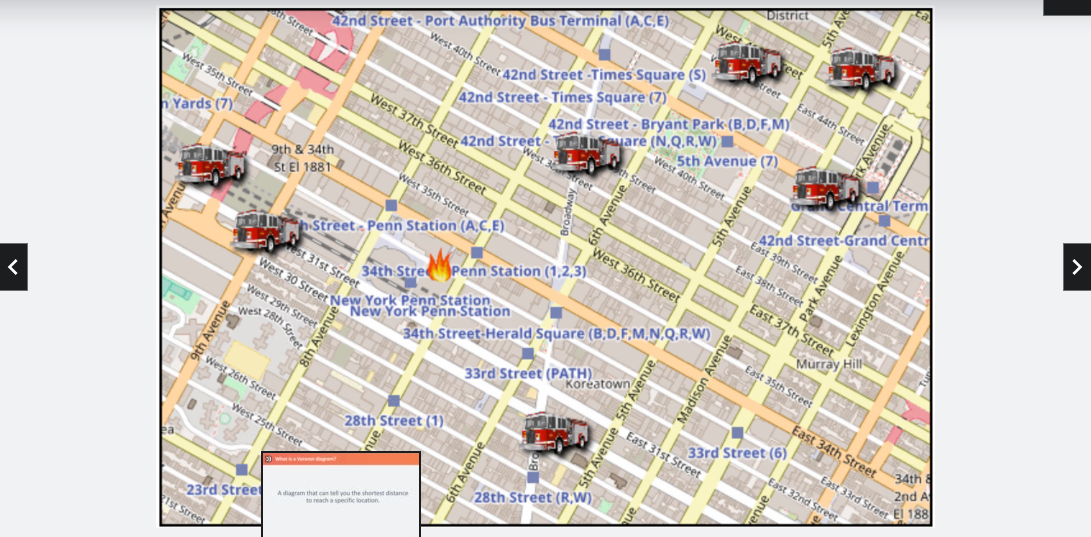 42nd Street - Port Authority Bus Terminal (A,C,E)
District
5th Ave
West 40th Street
42nd Street -Times Square (S)
West 35th Street
42nd Street - Times Square (7)
n Yards (7)
West 37th Street
East 44th Street
42nd Street - Bryant Park (B,D,F,M)
42nd Street - T
uare (N,Q,R,W)
9th & 34th
St El 1881
West 36th Street
5th Avenue (7)
West 40th Street
rk Avenue
Avenue
West 35th Street
Broadway
6th Avenue
5th Avenue
Central Term
h Street - Penn Station (A,C,E)
42nd Street-Grand Centr
West 31st Street
West 36th Street
East 39th Street
34th Stre
Penn Station (1,2,3)
West 30 Street
East 38th Street
Park Avenue
Lexington Avenue
New York Penn Station
New York Penn Station
West 29th Street
West 28th Street
East 37th Street
9th Avenue
8th Avenue
34th Street-Herald Square (B,D,F,M,N,Q,R,W)
Murray Hill
33rd Street (PATH)
Koreatown
East 35th Street
West 26th Street
5th Avenue
Madison Avenue
Tun
28th Street (1)
West 25th Street
ea
East 34th Street
East 31st Street
33rd Street (6)
Bro
6th Avenue
5th Avenue
23rd Street
28th Street (R,W)
East 32nd Street
34th &
2nd A
El 188
What is a Voronoi diagram?
A diagram that can tell you the shortest distance
to reach a specific location.